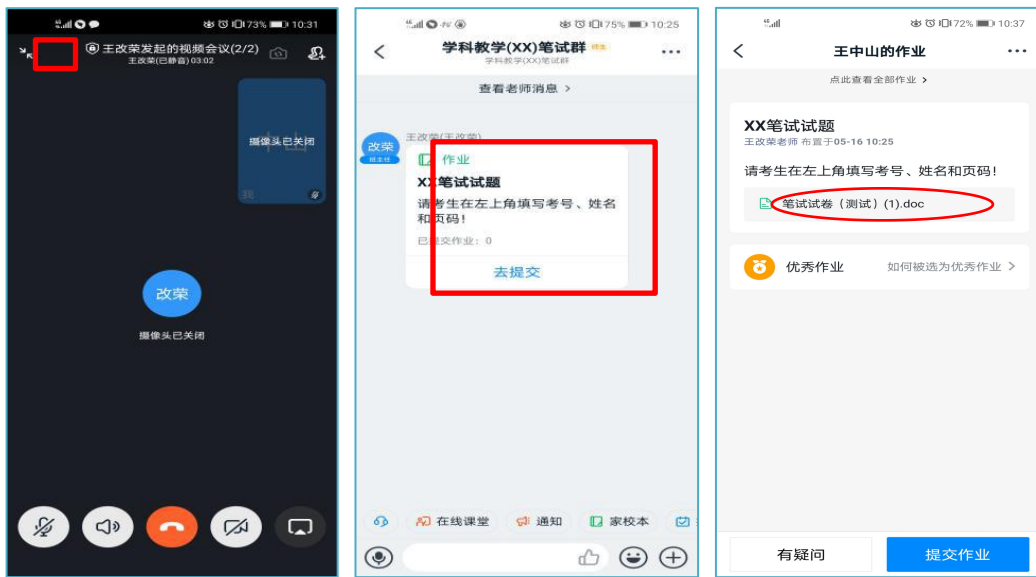 73% 10:31
王改荣发起的视频会议(2/2)
王改荣(已静音)03:02
摄像头已关闭
我
改荣
摄像头已关闭
75% 10:25
学科教学(XX)笔试群 班主
学科教学(XX)笔试群
查看老师消息 >
王改荣(王改荣)
改荣
班主任
作业
XX笔试试题
请考生在左上角填写考号、姓名
和页码!
已提交作业: 0
去提交
在线课堂 通知 家校本
72% 10:37
王中山的作业
点此查看全部作业 >
XX笔试试题
王改荣老师 布置于05-16 10:25
请考生在左上角填写考号、姓名和页码!
笔试试卷（测试）(1).doc
优秀作业 如何被选为优秀作业 >
有疑问 提交作业